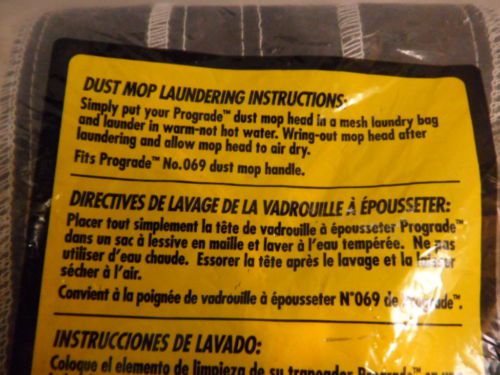 DUST MOP LAUNDERING INSTRUCTIONS:
Simply put your Prograde™ dust mop head in a mesh laundry bag
and launder in warm-not hot water. Wring-out mop head after
laundering and allow mop head to air dry.
Fits Prograde™ No.069 dust mop handle.
DIRECTIVES DE LAVAGE DE LA VADROUILLE À ÉPOUSSETER:
Placer tout simplement la tête de vadrouille à épousseter Prograde™
dans un sac à lessive en maille et laver à l'eau tempérée. Ne pas
utiliser d'eau chaude. Essorer la tête après le lavage et la laisser
sécher à l'air.
Convient à la poignée de vadrouille à épousseter N°069 de Prograde™.
INSTRUCCIONES DE LAVADO:
Coloque el elemento de limpieza de su trapeador Prograde™ en una